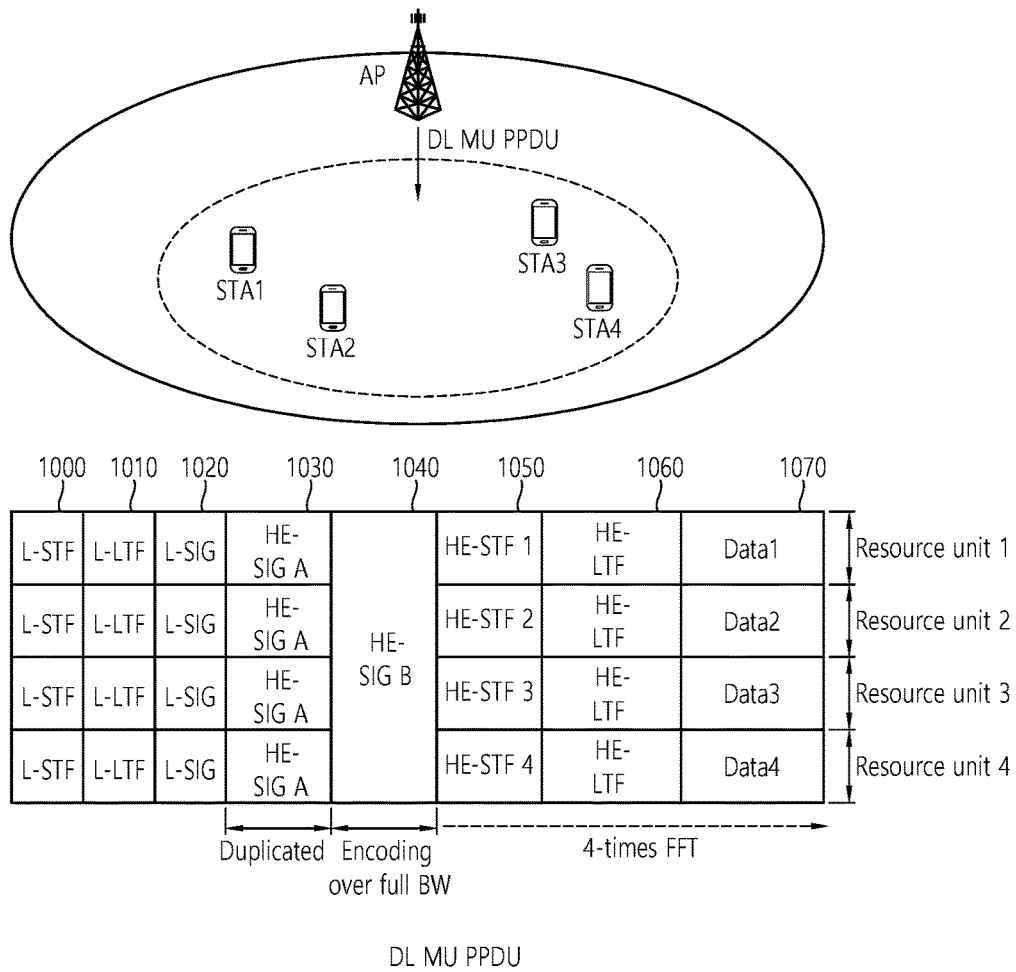 AP
DL MU PPDU
STA1
STA2
STA3
STA4
1000 1010 1020 1030 1040 1050 1060 1070
L-STF L-LTF L-SIG HE-
SIG A
HE-STF 1 HE-
LTF
Data1 Resource unit 1
L-STF L-LTF L-SIG HE-
SIG A
HE-STF 2 HE-
LTF
Data2 Resource unit 2
HE-
SIG B
L-STF L-LTF L-SIG HE-
SIG A
HE-STF 3 HE-
LTF
Data3 Resource unit 3
L-STF L-LTF L-SIG HE-
SIG A
HE-STF 4 HE-
LTF
Data4 Resource unit 4
Duplicated
Encoding
over full BW
4-times FFT
DL MU PPDU